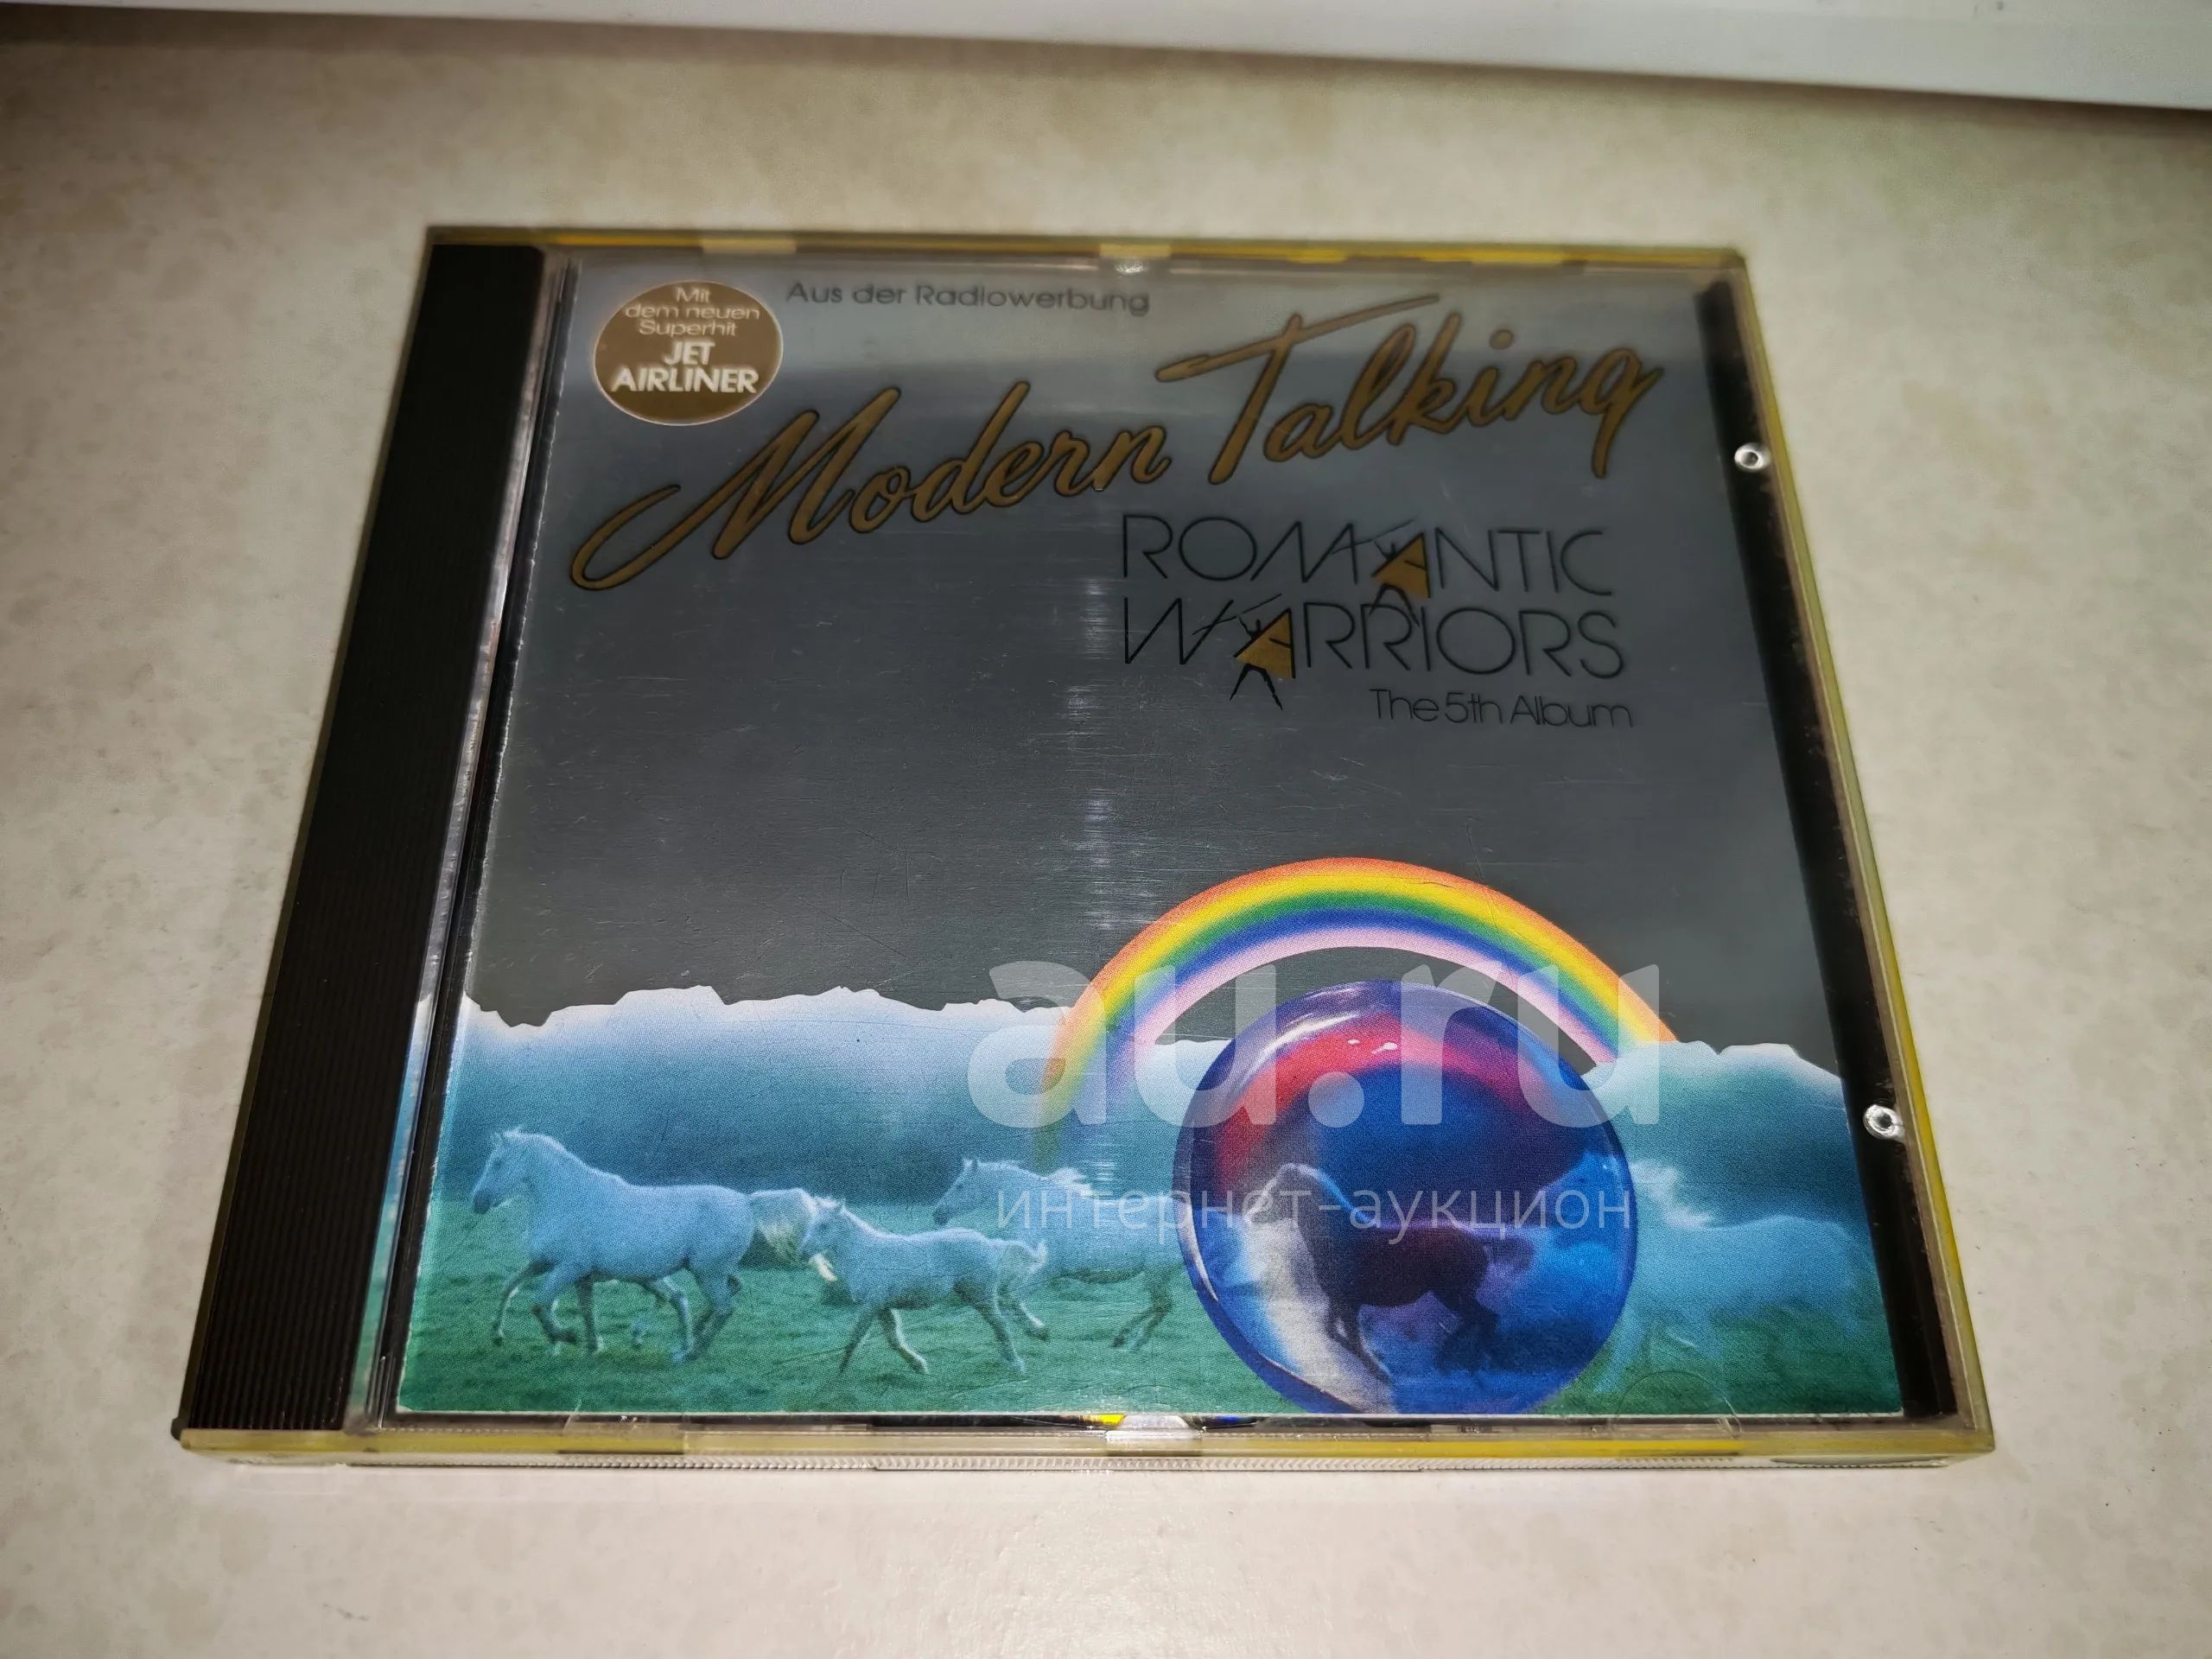 Mit
dem neuen
Superhit
JET
AIRLINER
Aus der Radiowerbung
Modern Talking
ROMANTIC
WARRIORS
The 5th Album
au.ru
интернет-аукцион